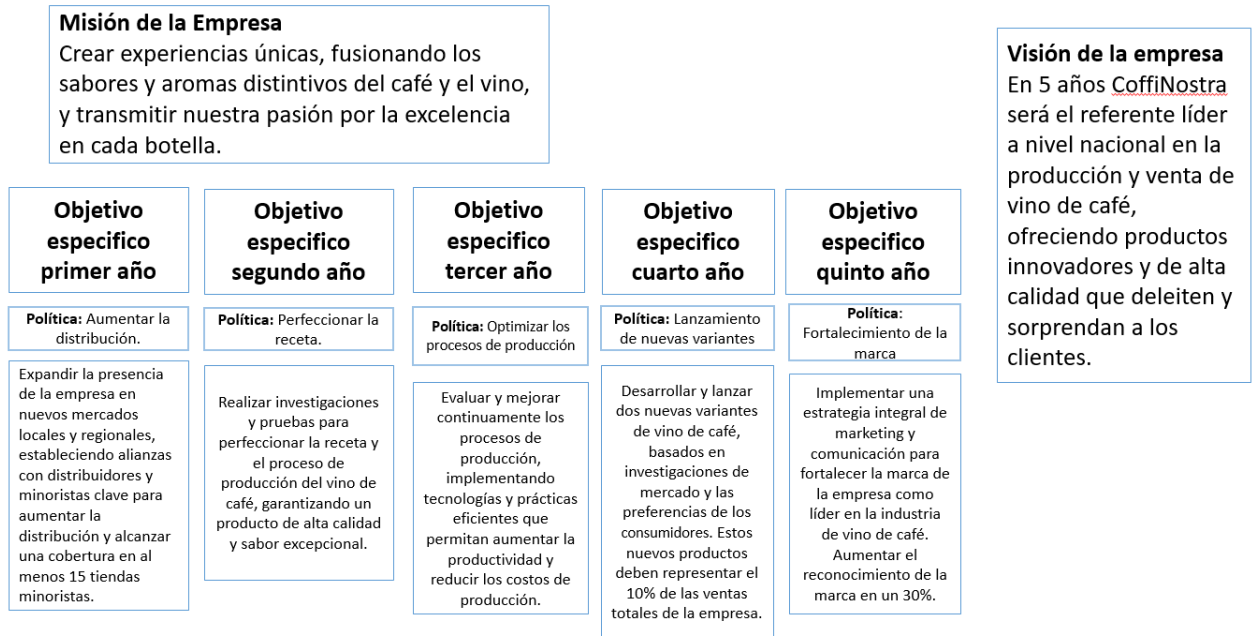 Misión de la Empresa
Crear experiencias únicas, fusionando los
sabores y aromas distintivos del café y el vino,
y transmitir nuestra pasión por la excelencia
en cada botella.
Visión de la empresa
En 5 años CoffiNostra
será el referente líder
a nivel nacional en la
producción y venta de
vino de café,
ofreciendo productos
innovadores y de alta
calidad que deleiten y
sorprendan a los
clientes.
Objetivo
especifico
primer año
Política: Aumentar la
distribución.
Expandir la presencia
de la empresa en
nuevos mercados
locales y regionales,
estableciendo alianzas
con distribuidores y
minoristas clave para
aumentar la
distribución y alcanzar
una cobertura en al
menos 15 tiendas
minoristas.
Objetivo
especifico
segundo año
Política: Perfeccionar la
receta.
Realizar investigaciones
y pruebas para
perfeccionar la receta y
el proceso de
producción del vino de
café, garantizando un
producto de alta calidad
y sabor excepcional.
Objetivo
especifico
tercer año
Política: Optimizar los
procesos de producción
Evaluar y mejorar
continuamente los
procesos de
producción,
implementando
tecnologías y prácticas
eficientes que
permitan aumentar la
productividad y
reducir los costos de
producción.
Objetivo
especifico
cuarto año
Política: Lanzamiento
de nuevas variantes
Desarrollar y lanzar
dos nuevas variantes
de vino de café,
basados en
investigaciones de
mercado y las
preferencias de los
consumidores. Estos
nuevos productos
deben representar el
10% de las ventas
totales de la empresa.
Objetivo
especifico
quinto año
Política:
Fortalecimiento de la
marca
Implementar una
estrategia integral de
marketing y
comunicación para
fortalecer la marca de
la empresa como
líder en la industria
de vino de café.
Aumentar el
reconocimiento de la
marca en un 30%.